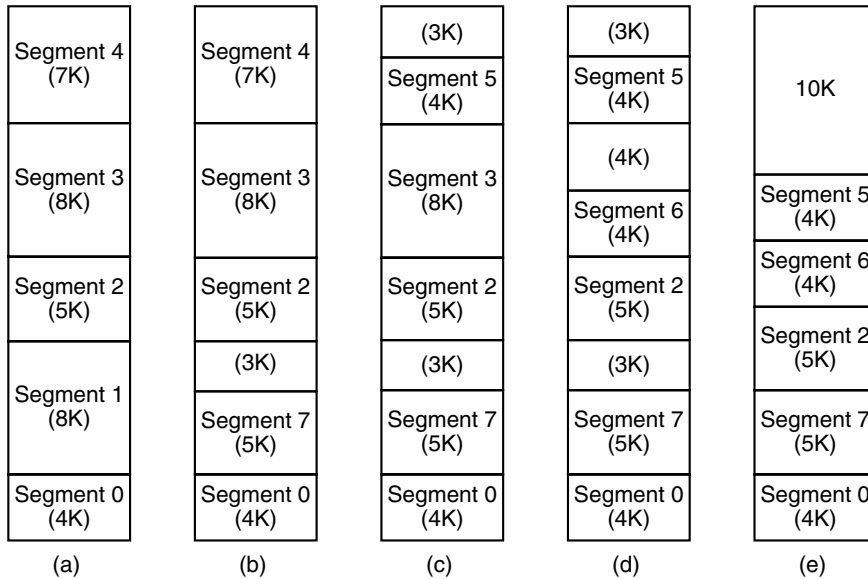 Segment 4
(7K)
Segment 3
(8K)
Segment 2
(5K)
Segment 1
(8K)
Segment 0
(4K)
(a)
Segment 4
(7K)
Segment 3
(8K)
Segment 2
(5K)
(3K)
Segment 7
(5K)
Segment 0
(4K)
(b)
(3K)
Segment 5
(4K)
Segment 3
(8K)
Segment 2
(5K)
(3K)
Segment 7
(5K)
Segment 0
(4K)
(c)
(3K)
Segment 5
(4K)
(4K)
Segment 6
(4K)
Segment 2
(5K)
(3K)
Segment 7
(5K)
Segment 0
(4K)
(d)
10K
Segment 5
(4K)
Segment 6
(4K)
Segment 2
(5K)
Segment 7
(5K)
Segment 0
(4K)
(e)